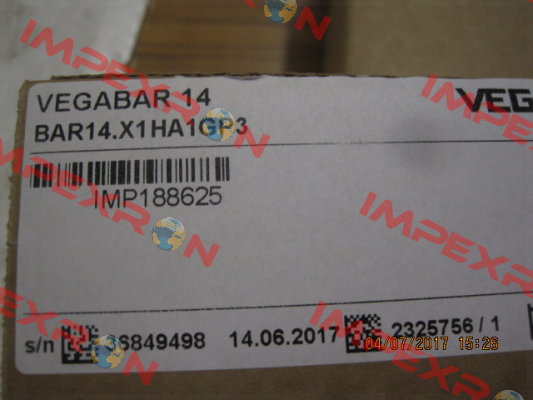 VEGABAR 14
VEG
BAR14.X1HA1GP3
IMP188625
s/n 36849498 14.06.2017 2325756 / 1
04/07/2017 15:26
IMPEXRON
IMPEXRON
IMPEXRON
IMPEXRON
IMPEXRON